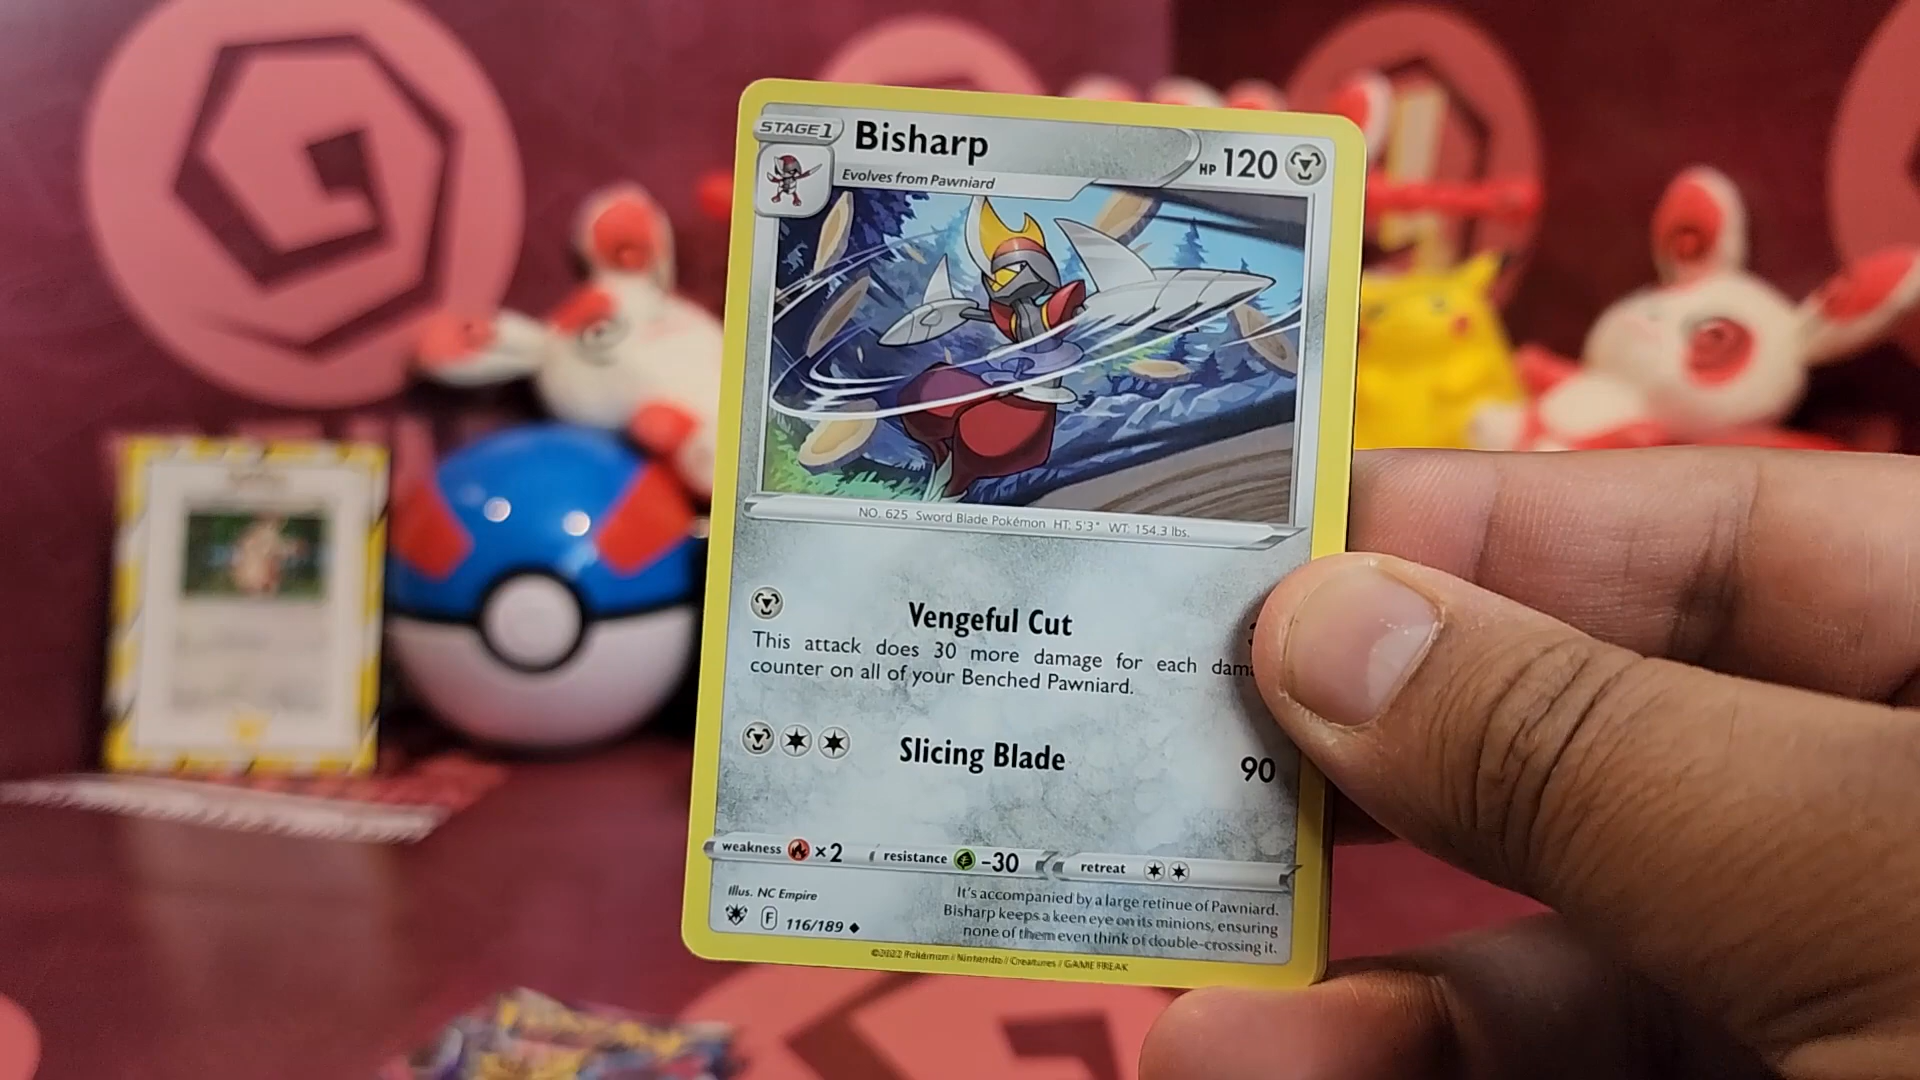 STAGE 1
Bisharp
HP 120
Evolves from Pawniard
NO. 625 Sword Blade Pokémon HT: 5'3" WT: 154.3 lbs.
Vengeful Cut
This attack does 30 more damage for each
counter on all of your Benched Pawniard.
Slicing Blade 90
weakness ×2 resistance -30 retreat
Illus. NC Empire
F 116/189
It's accompanied by a large retinue of Pawniard.
Bisharp keeps a keen eye on its minions, ensuring
none of them even think of double-crossing it.
©2022 Pokémon / Nintendo / Creatures / GAME FREAK